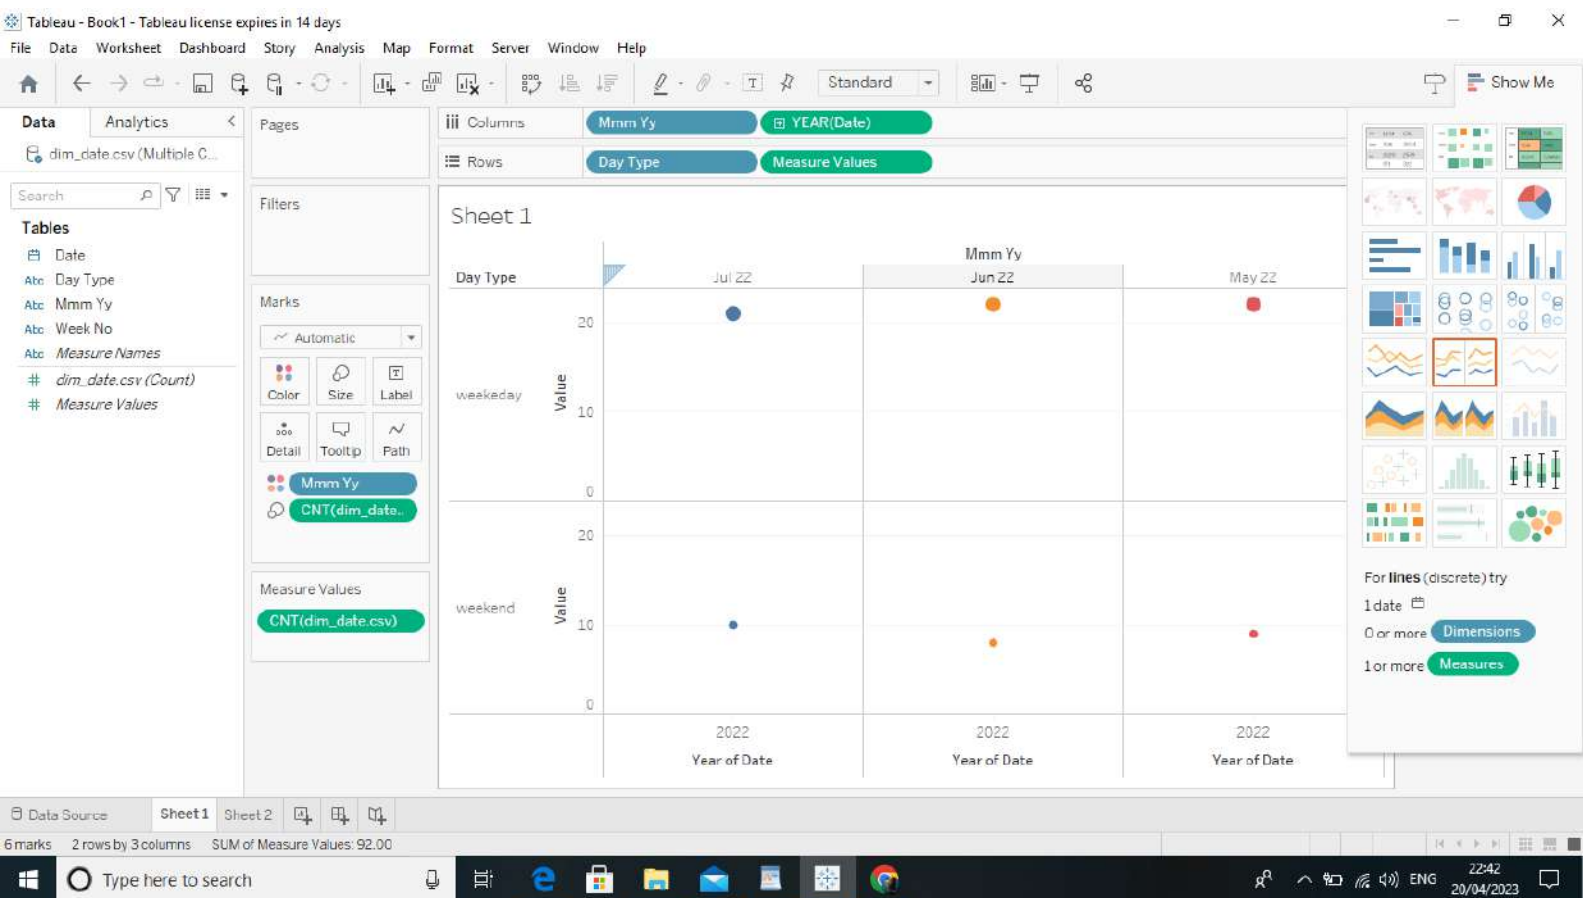 Tableau - Book1 - Tableau license expires in 14 days
File Data Worksheet Dashboard Story Analysis Map Format Server Window Help
Standard
Show Me
Data Analytics
dim_date.csv (Multiple C...
Search
Tables
Date
Abc Day Type
Abc Mmm Yy
Abc Week No
Abc Measure Names
# dim_date.csv (Count)
# Measure Values
Pages
Filters
Marks
Automatic
Color Size Label
Detail Tooltip Path
Mmm Yy
CNT(dim_date..
Measure Values
CNT(dim_date.csv)
Columns Mmm Yy YEAR(Date)
Rows Day Type Measure Values
Sheet 1
Mmm Yy
Day Type Jul 22 Jun 22 May 22
20
weekeday Value 10
0
20
weekend Value 10
0
2022 2022 2022
Year of Date Year of Date Year of Date
For lines (discrete) try
1 date
0 or more Dimensions
1 or more Measures
Data Source Sheet 1 Sheet 2
6 marks 2 rows by 3 columns SUM of Measure Values: 92.00
Type here to search
ENG
22:42
20/04/2023